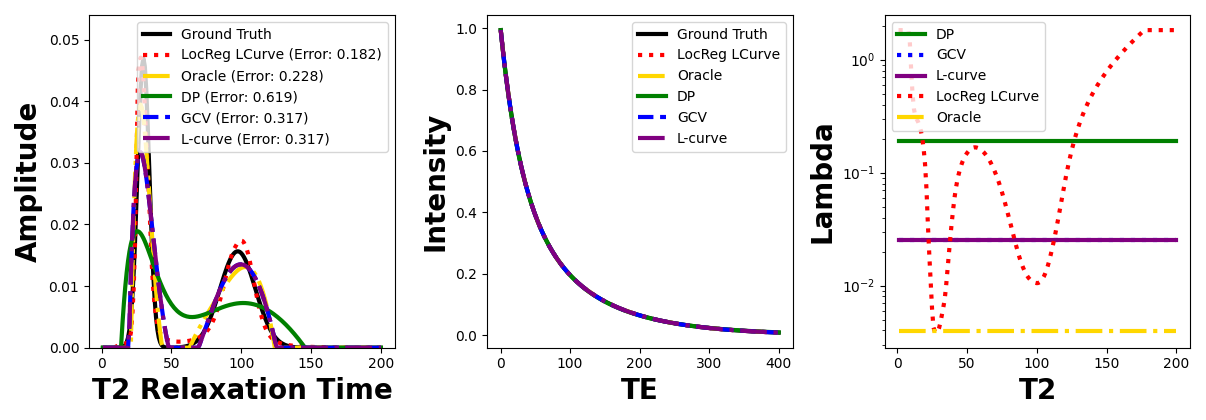 Amplitude
0.05
0.04
0.03
0.02
0.01
0.00
Ground Truth
LocReg LCurve (Error: 0.182)
Oracle (Error: 0.228)
DP (Error: 0.619)
GCV (Error: 0.317)
L-curve (Error: 0.317)
0 50 100 150 200
T2 Relaxation Time
Intensity
1.0
0.8
0.6
0.4
0.2
0.0
Ground Truth
LocReg LCurve
Oracle
DP
GCV
L-curve
0 100 200 300 400
TE
Lambda
10⁰
10⁻¹
10⁻²
DP
GCV
L-curve
LocReg LCurve
Oracle
0 50 100 150 200
T2